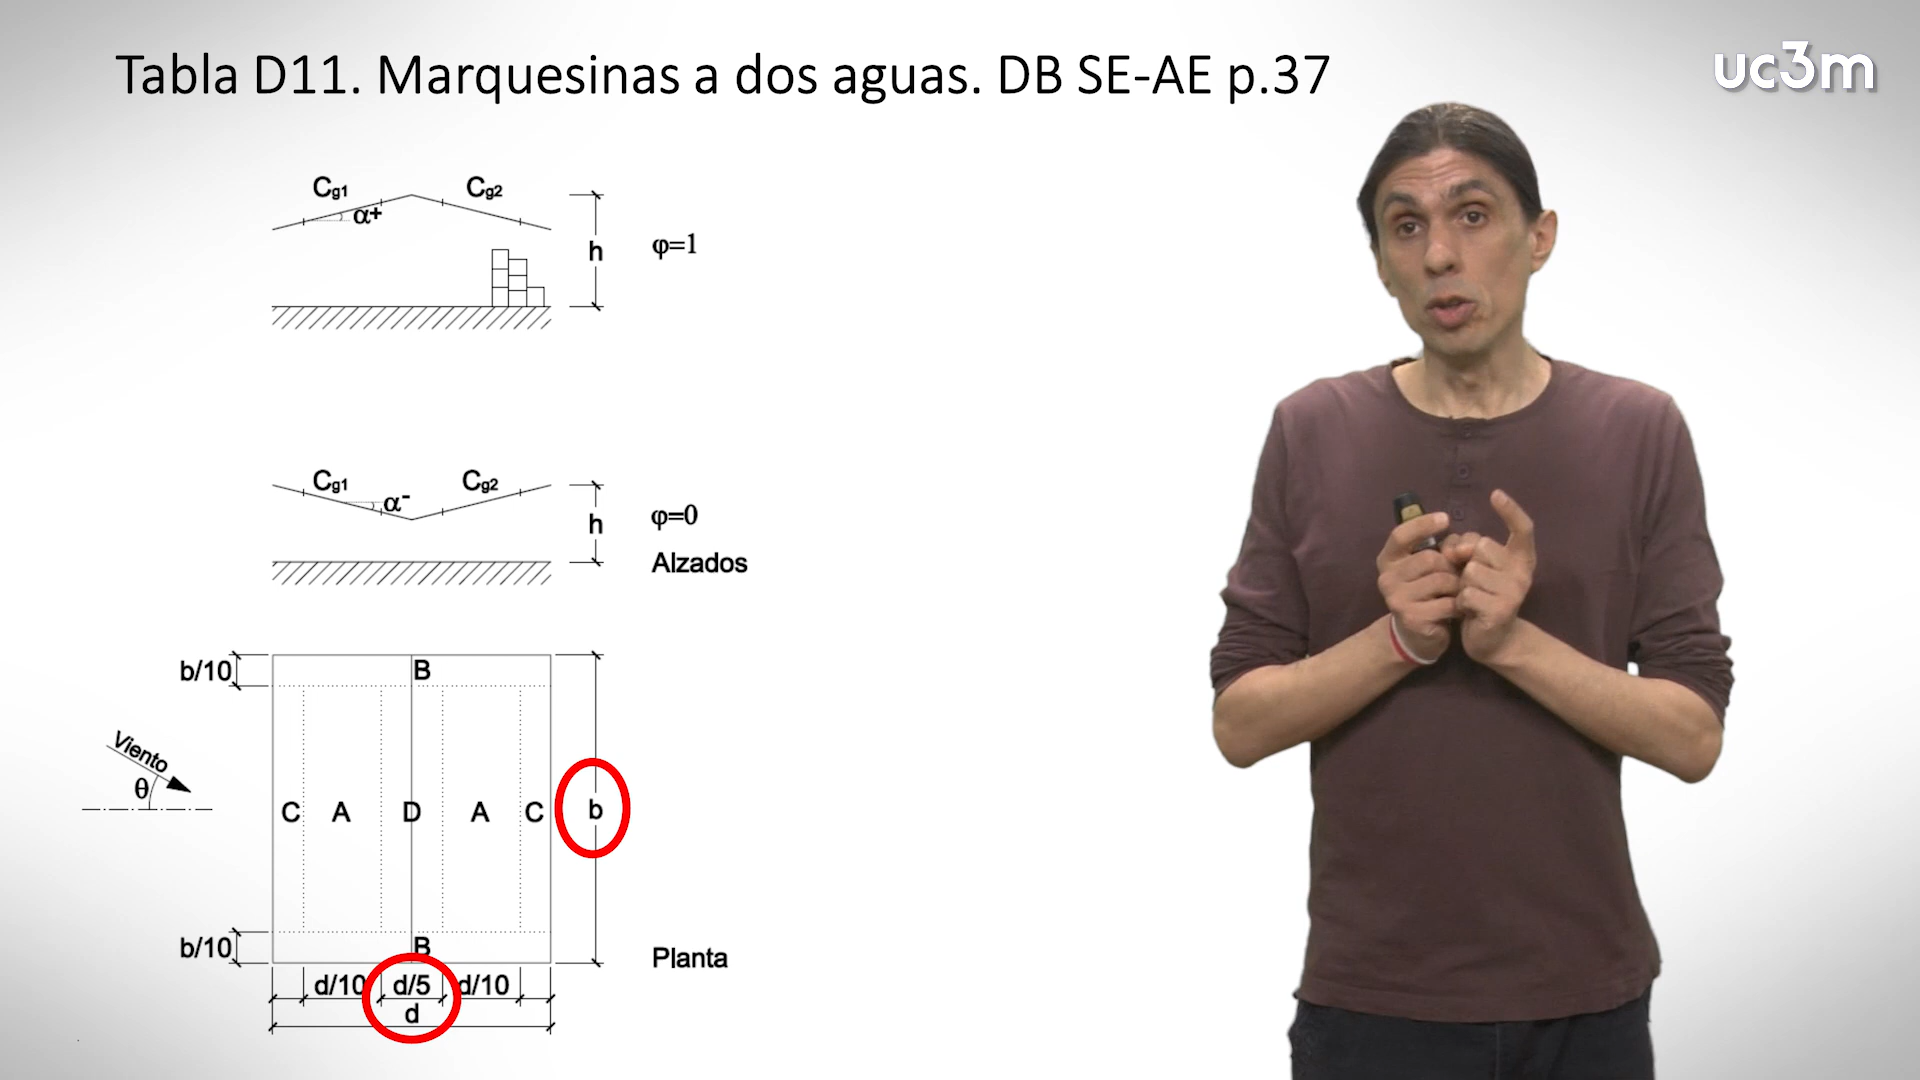 Tabla D11. Marquesinas a dos aguas. DB SE-AE p.37
uc3m
Cg1
Cg2
α+
h
φ=1
Cg1
Cg2
α-
h
φ=0
Alzados
b/10
B
Viento
θ
C
A
D
A
C
b
b/10
B
Planta
d/10
d/5
d/10
d